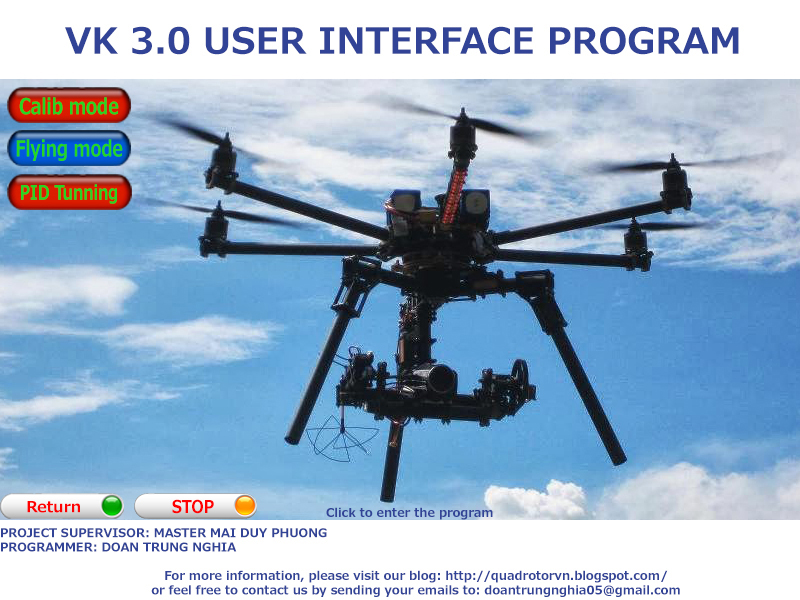 VK 3.0 USER INTERFACE PROGRAM
Calib mode
Flying mode
PID Tunning
Return
STOP
Click to enter the program
PROJECT SUPERVISOR: MASTER MAI DUY PHUONG
PROGRAMMER: DOAN TRUNG NGHIA
For more information, please visit our blog: http://quadrotorvn.blogspot.com/
or feel free to contact us by sending your emails to: doantrungnghia05@gmail.com